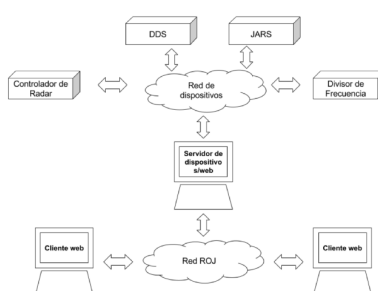 DDS
JARS
Controlador de
Radar
Red de
dispositivos
Divisor de
Frecuencia
Servidor de
dispositivo
s/web
Cliente web
Red ROJ
Cliente web